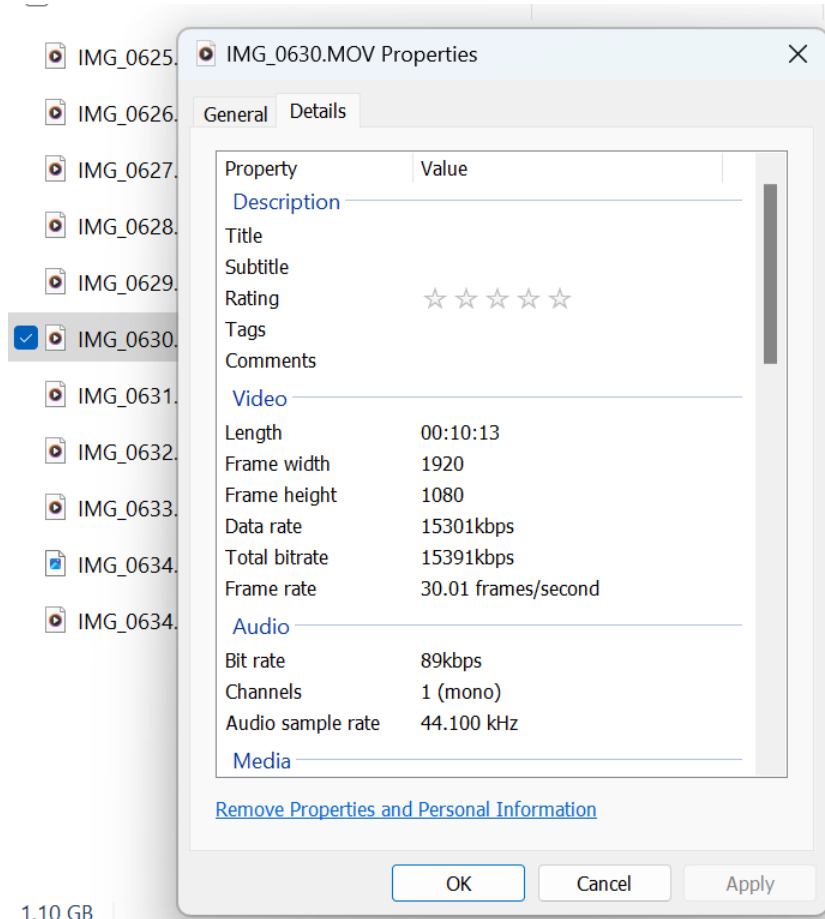 IMG_0630.MOV Properties
General Details
Property Value
Description
Title
Subtitle
Rating
Tags
Comments
Video
Length 00:10:13
Frame width 1920
Frame height 1080
Data rate 15301kbps
Total bitrate 15391kbps
Frame rate 30.01 frames/second
Audio
Bit rate 89kbps
Channels 1 (mono)
Audio sample rate 44.100 kHz
Media
Remove Properties and Personal Information
OK Cancel Apply
IMG_0625.
IMG_0626.
IMG_0627.
IMG_0628.
IMG_0629.
IMG_0630.
IMG_0631.
IMG_0632.
IMG_0633.
IMG_0634.
IMG_0634.
1.10 GB